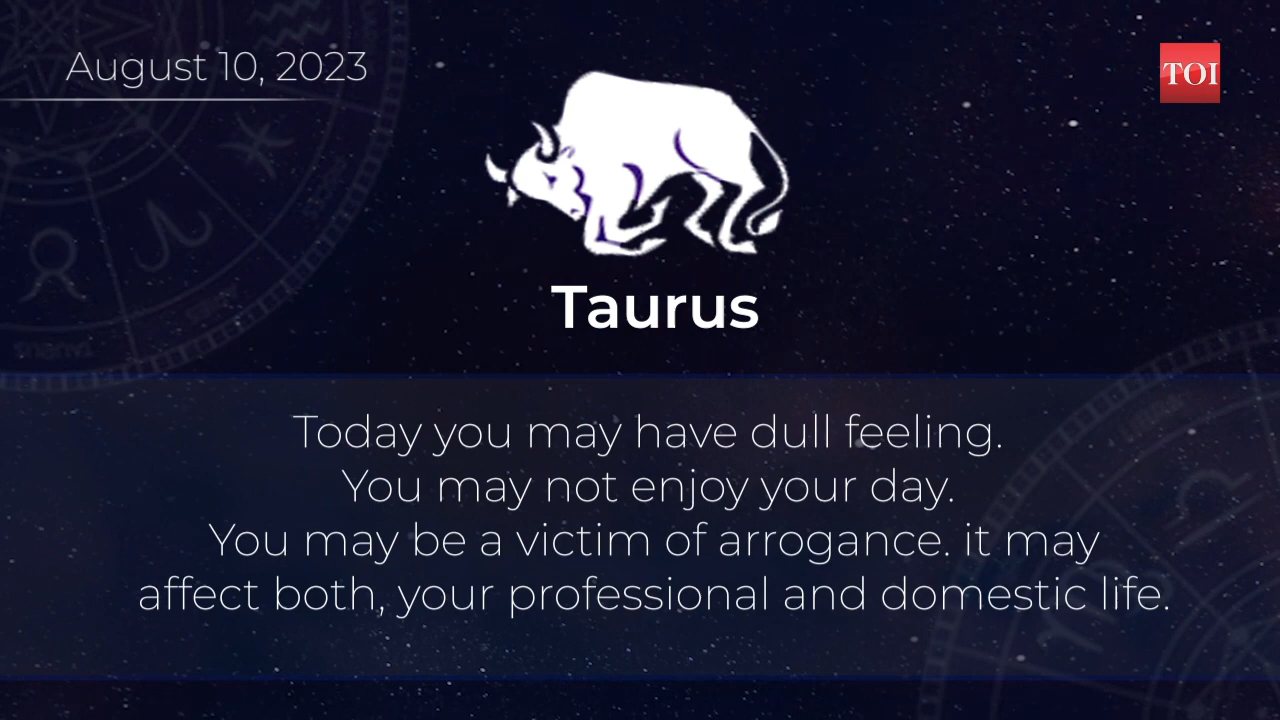 August 10, 2023
TOI
Taurus
Today you may have dull feeling.
You may not enjoy your day.
You may be a victim of arrogance. it may
affect both, your professional and domestic life.